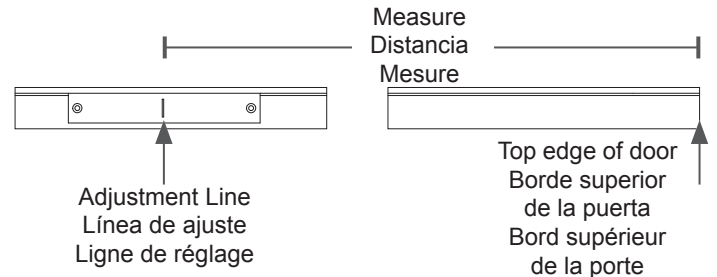 Measure
Distancia
Mesure
Adjustment Line
Línea de ajuste
Ligne de réglage
Top edge of door
Borde superior
de la puerta
Bord supérieur
de la porte